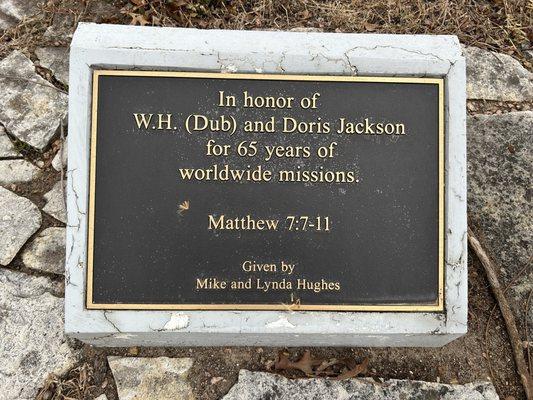 In honor of
W.H. (Dub) and Doris Jackson
for 65 years of
worldwide missions.
Matthew 7:7-11
Given by
Mike and Lynda Hughes